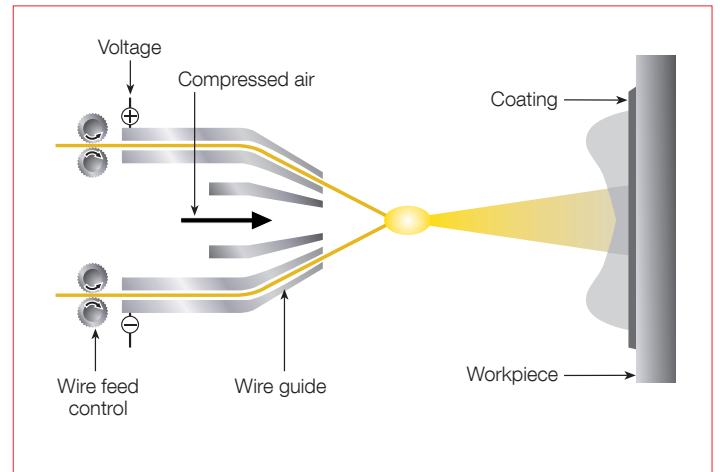 Voltage
Compressed air
Coating
+
−
Wire feed
control
Wire guide
Workpiece